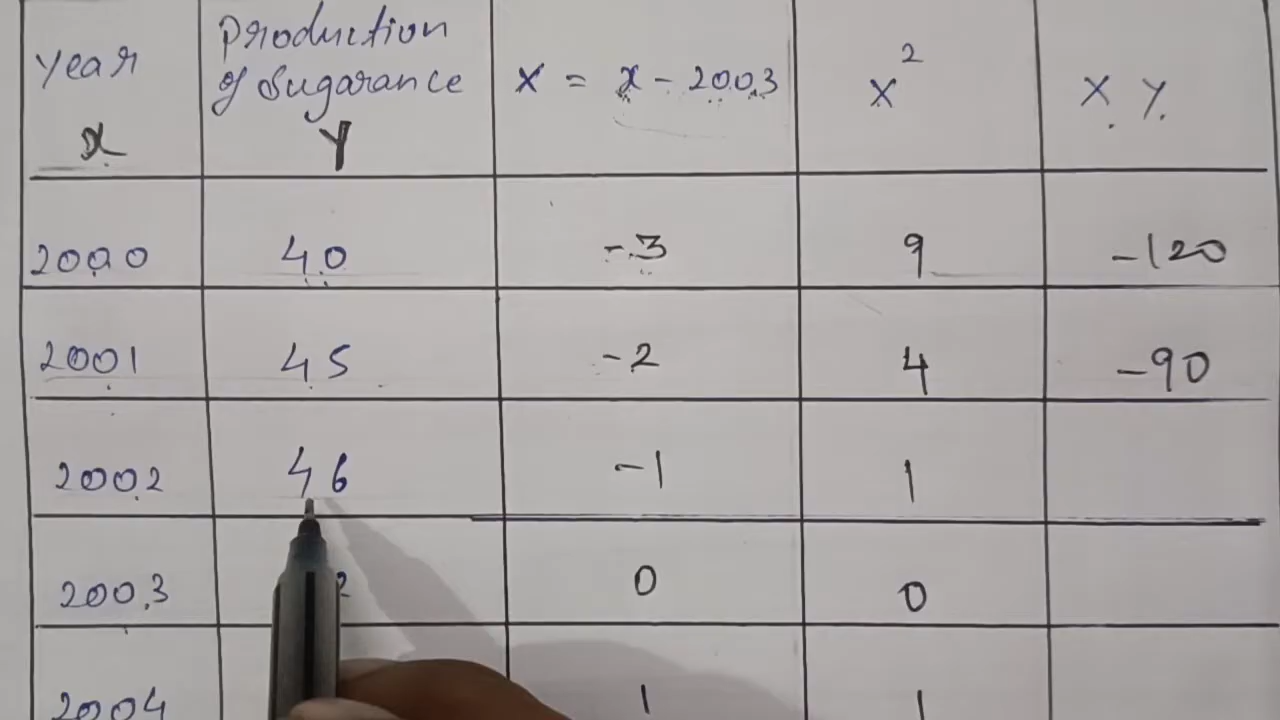 Year x Production of Sugarance Y X = x - 2003 X² X Y
2000 40 -3 9 -120
2001 45 -2 4 -90
2002 46 -1 1
2003 2 0 0
2004 1 1